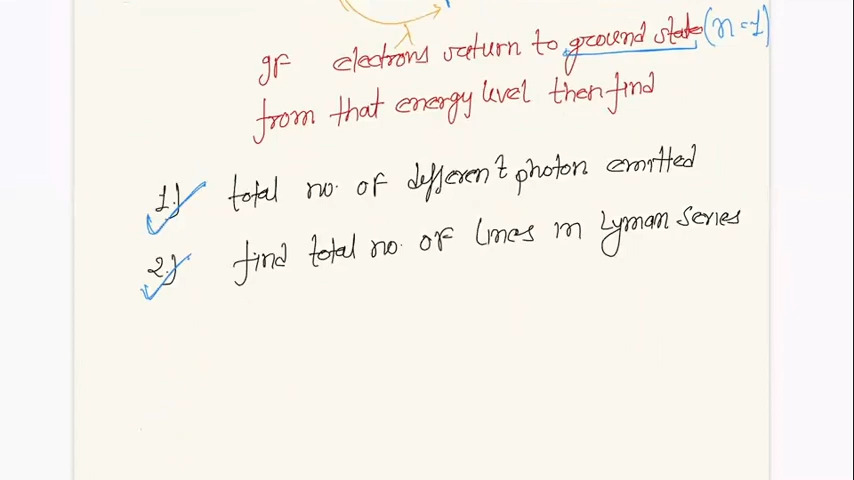 If electrons return to ground state (n=1)
from that energy level then find
1.) total no. of different photon emitted
2.) find total no. of lines in Lyman series